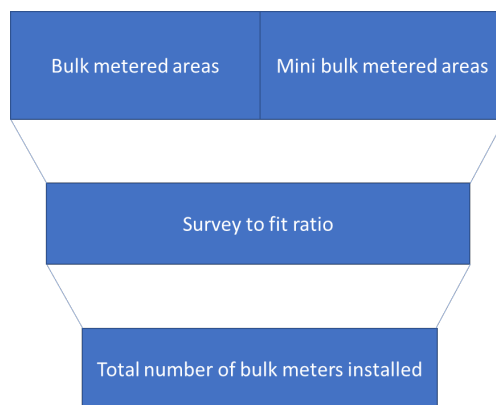 Bulk metered areas
Mini bulk metered areas
Survey to fit ratio
Total number of bulk meters installed